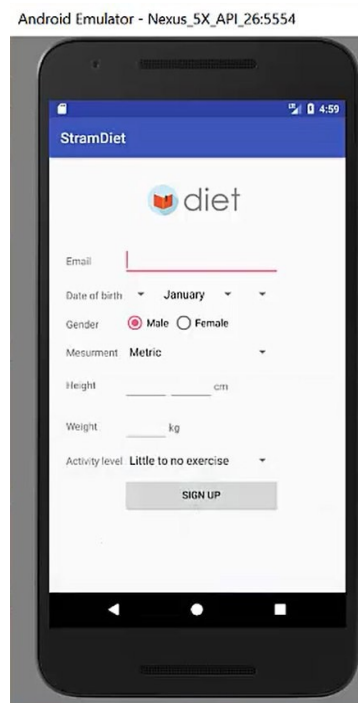 Android Emulator - Nexus_5X_API_26:5554
4:59
StramDiet
diet
Email
Date of birth January
Gender Male Female
Mesurment Metric
Height cm
Weight kg
Activity level Little to no exercise
SIGN UP